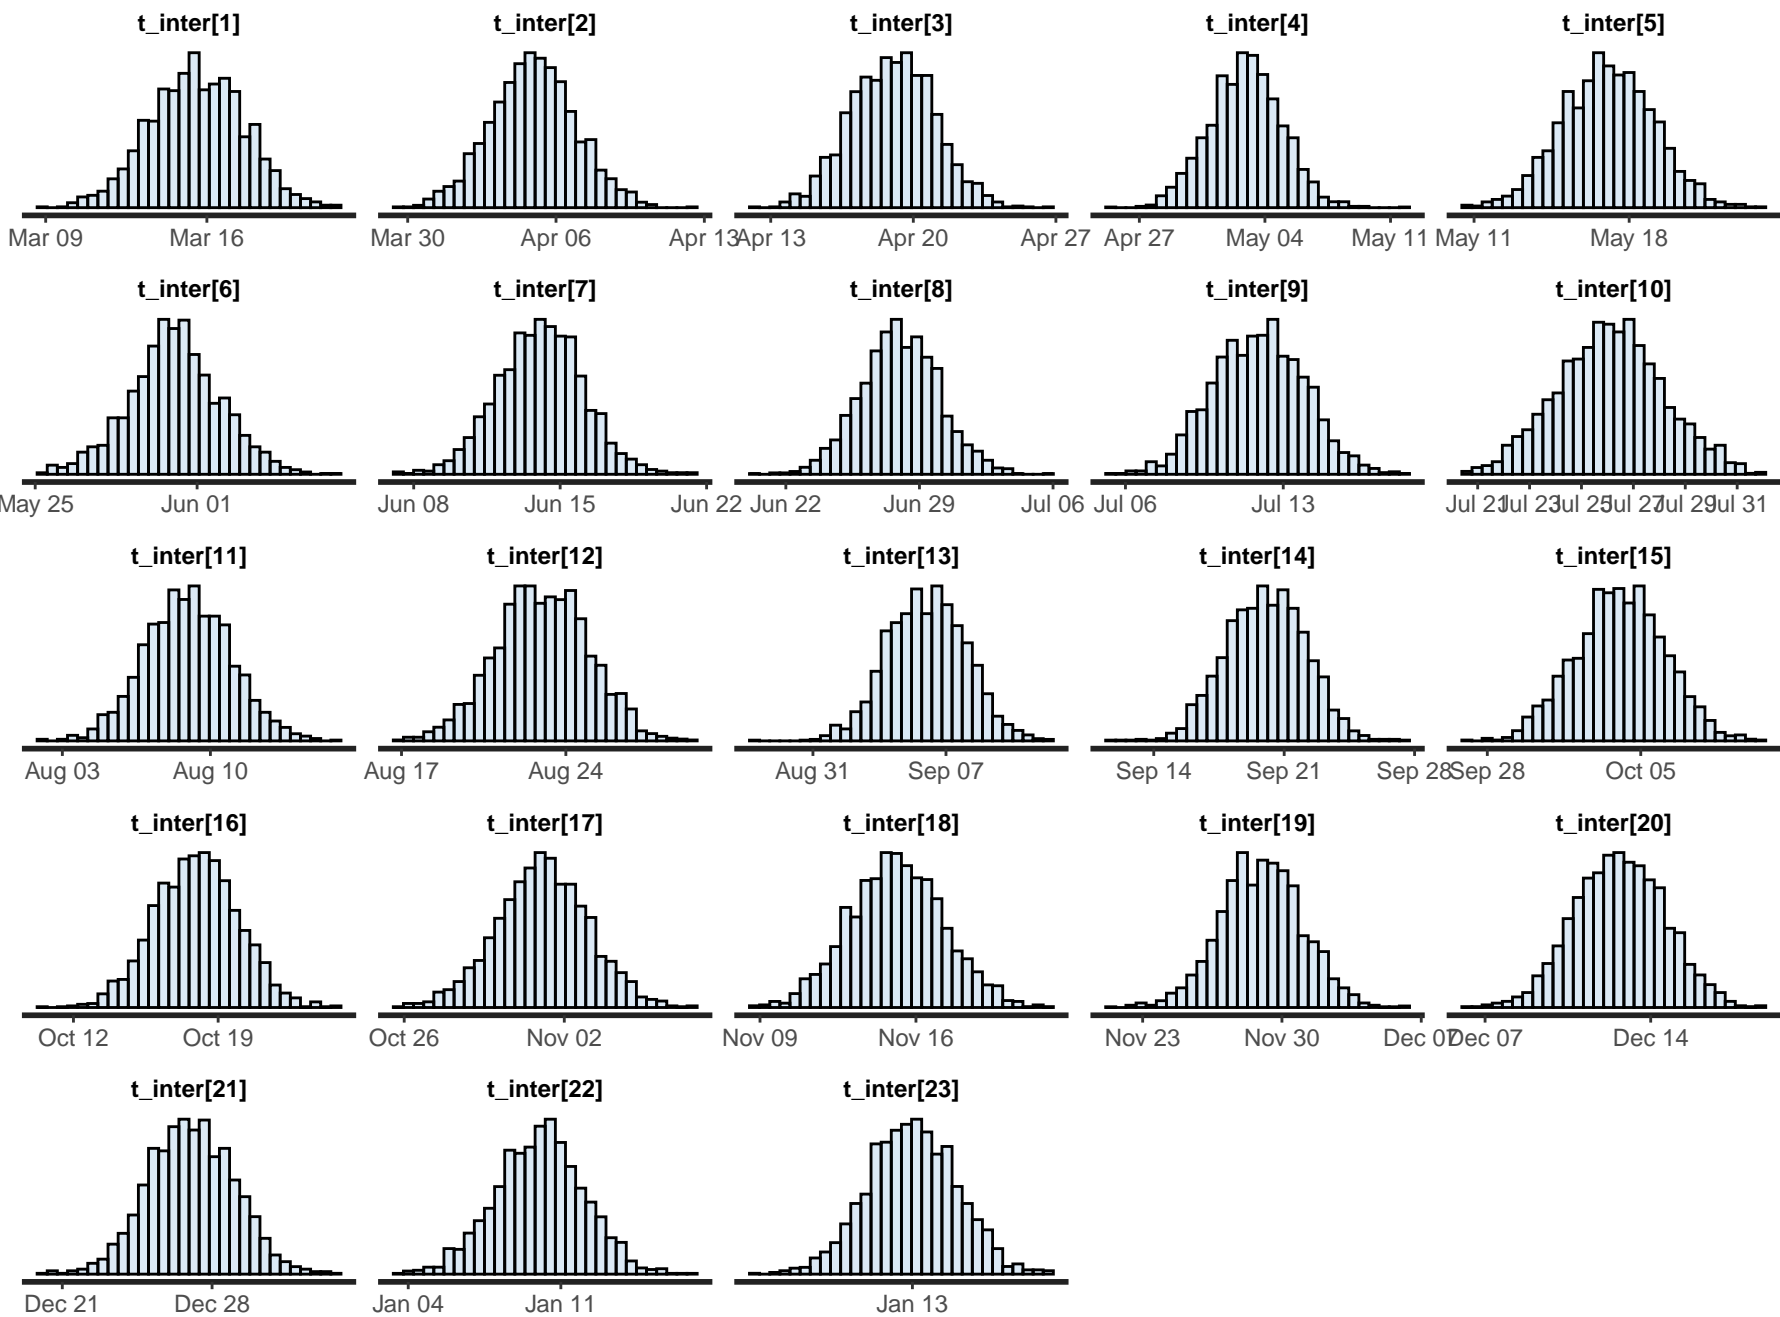 t_inter[1] t_inter[2] t_inter[3] t_inter[4] t_inter[5]
Mar 09 Mar 16 Mar 30 Apr 06 Apr 13 Apr 13 Apr 20 Apr 27 Apr 27 May 04 May 11 May 11 May 18
t_inter[6] t_inter[7] t_inter[8] t_inter[9] t_inter[10]
May 25 Jun 01 Jun 08 Jun 15 Jun 22 Jun 22 Jun 29 Jul 06 Jul 06 Jul 13 Jul 21 Jul 23 Jul 25 Jul 27 Jul 29 Jul 31
t_inter[11] t_inter[12] t_inter[13] t_inter[14] t_inter[15]
Aug 03 Aug 10 Aug 17 Aug 24 Aug 31 Sep 07 Sep 14 Sep 21 Sep 28 Sep 28 Oct 05
t_inter[16] t_inter[17] t_inter[18] t_inter[19] t_inter[20]
Oct 12 Oct 19 Oct 26 Nov 02 Nov 09 Nov 16 Nov 23 Nov 30 Dec 07 Dec 07 Dec 14
t_inter[21] t_inter[22] t_inter[23]
Dec 21 Dec 28 Jan 04 Jan 11 Jan 13